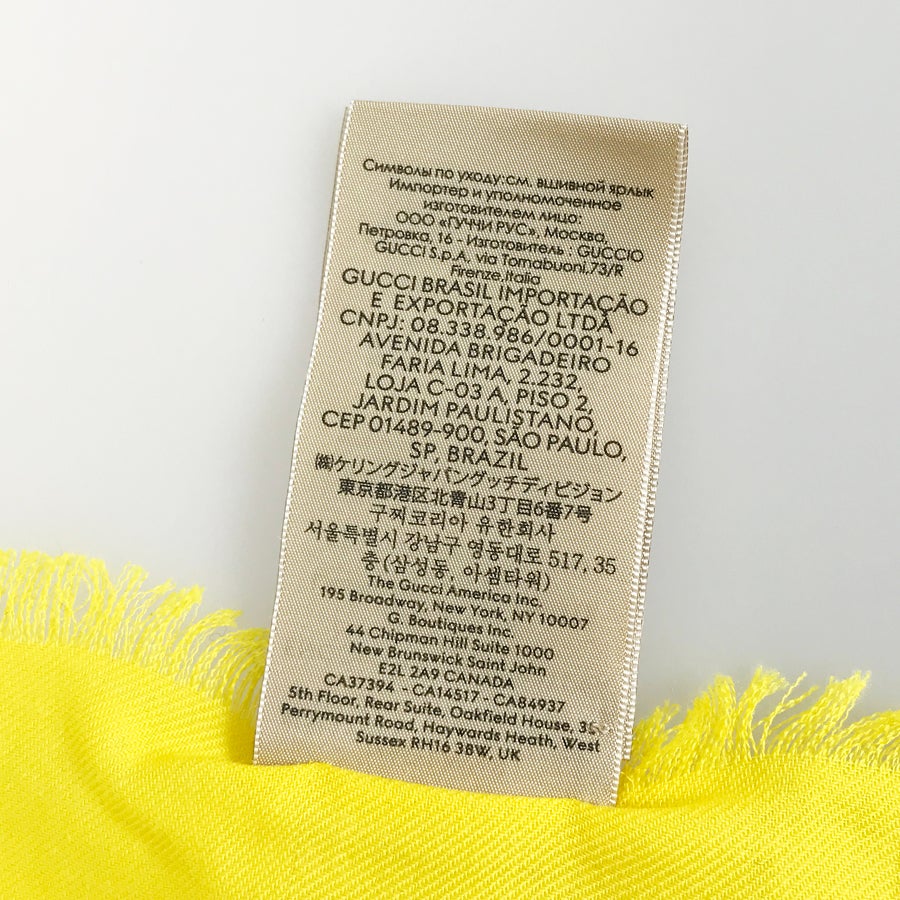 Символы по уходу: см. вшивной ярлык
Импортер и уполномоченное
изготовителем лицо:
ООО «ГУЧЧИ РУС», Москва,
Петровка, 16 - Изготовитель : GUCCIO
GUCCI S.p.A, via Tornabuoni,73/R
Firenze,Italia
GUCCI BRASIL IMPORTAÇÃO
E EXPORTAÇÃO LTDA
CNPJ: 08.338.986/0001-16
AVENIDA BRIGADEIRO
FARIA LIMA, 2.232,
LOJA C-03 A, PISO 2,
JARDIM PAULISTANO,
CEP 01489-900, SÃO PAULO,
SP, BRAZIL
㈱ケリングジャパングッチディビジョン
東京都港区北青山3丁目6番7号
구찌코리아 유한회사
서울특별시 강남구 영동대로 517, 35
층(삼성동, 아셈타워)
The Gucci America Inc.
195 Broadway, New York, NY 10007
G. Boutiques Inc.
44 Chipman Hill Suite 1000
New Brunswick Saint John
E2L 2A9 CANADA
CA37394 - CA14517 - CA84937
5th Floor, Rear Suite, Oakfield House,
Perrymount Road, Haywards Heath, West
Sussex RH16 3BW, UK